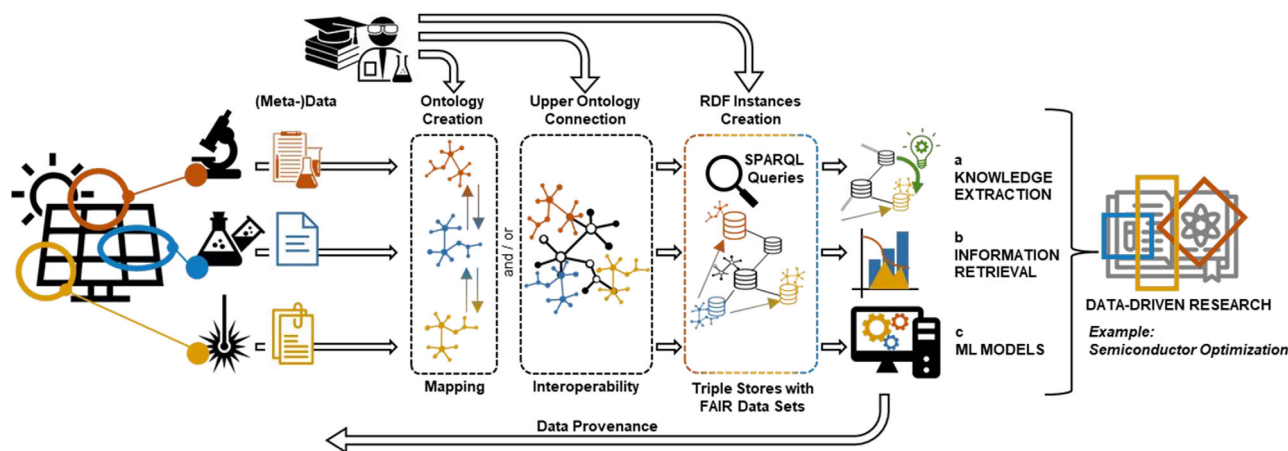 (Meta-)Data
Ontology
Creation
Upper Ontology
Connection
RDF Instances
Creation
and / or
SPARQL
Queries
Mapping
Interoperability
Triple Stores with
FAIR Data Sets
a
KNOWLEDGE
EXTRACTION
b
INFORMATION
RETRIEVAL
c
ML MODELS
DATA-DRIVEN RESEARCH
Example:
Semiconductor Optimization
Data Provenance